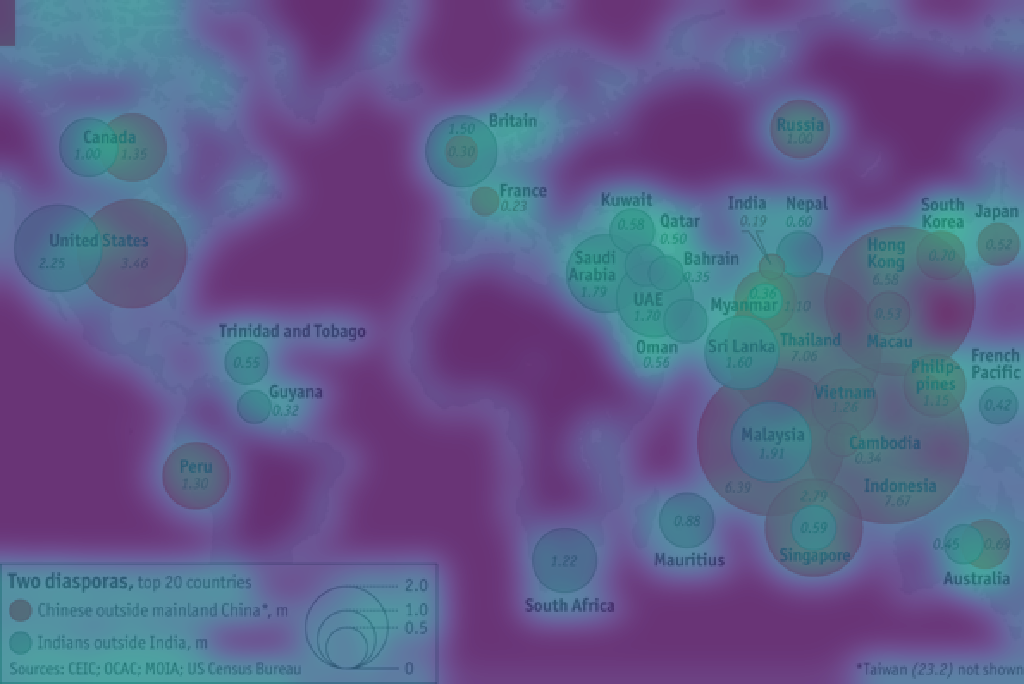 Canada
1.00 1.35
Britain
1.50
0.30
Russia
1.00
France
0.23
United States
2.25 3.46
Kuwait
0.58
Qatar
0.50
India
0.19
Nepal
0.60
South
Korea
0.20
Japan
0.52
Saudi
Arabia
1.79
Bahrain
0.35
Hong
Kong
6.58
UAE
1.70
Myanmar
0.36
1.10
0.53
Macau
Trinidad and Tobago
0.55
Oman
0.56
Sri Lanka
1.60
Thailand
7.06
French
Pacific
0.42
Philip-
pines
1.15
Guyana
0.32
Vietnam
1.26
Malaysia
1.91
6.39
Cambodia
0.34
Peru
1.30
Indonesia
7.67
2.79
0.59
Singapore
0.88
Mauritius
0.45
Australia
1.22
South Africa
Two diasporas, top 20 countries
Chinese outside mainland China*, m
Indians outside India, m
2.0
1.0
0.5
0
Sources: CEIC; OCAC; MOIA; US Census Bureau
*Taiwan (23.2) not shown